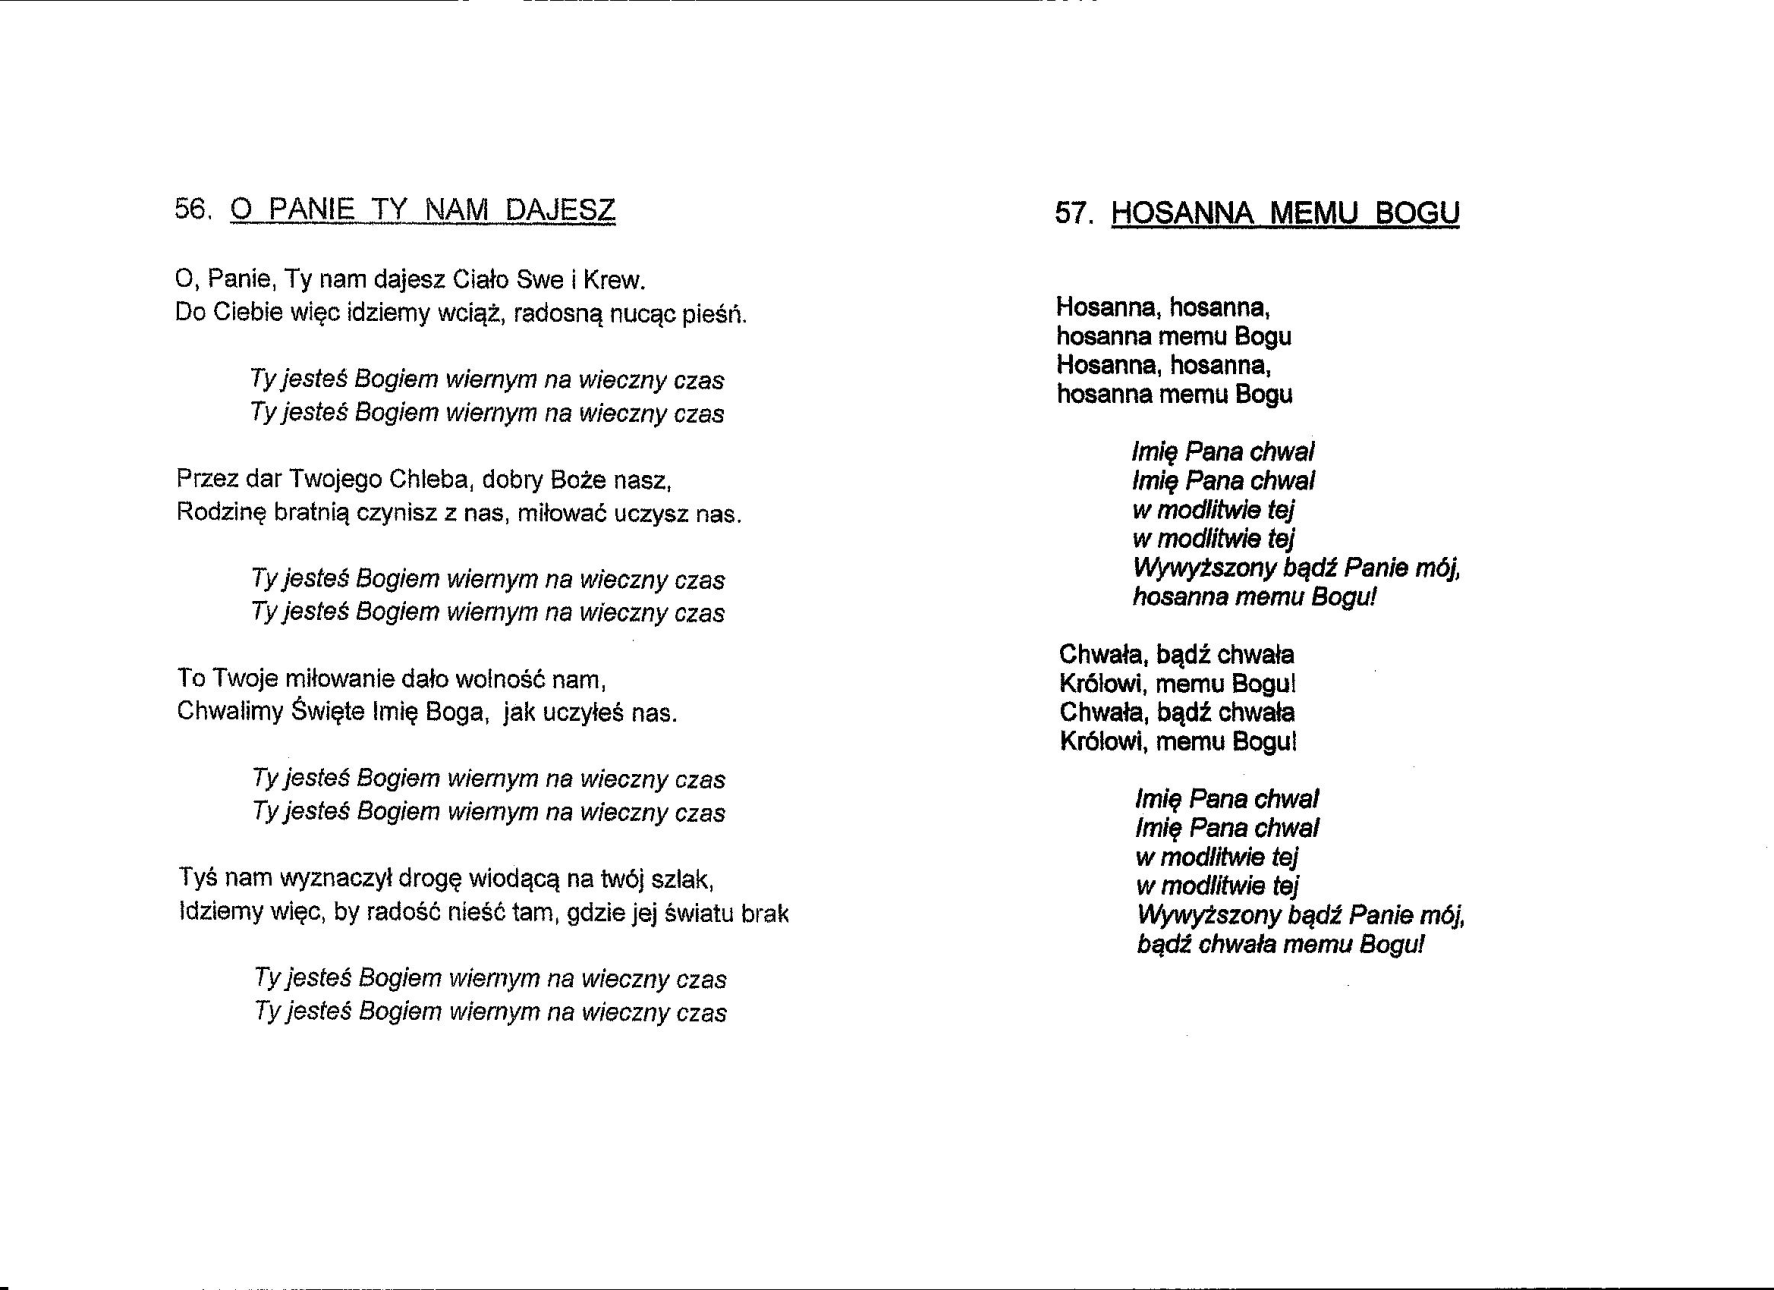 56. O PANIE TY NAM DAJESZ
O, Panie, Ty nam dajesz Ciało Swe i Krew.
Do Ciebie więc idziemy wciąż, radosną nucąc pieśń.
Ty jesteś Bogiem wiernym na wieczny czas
Ty jesteś Bogiem wiernym na wieczny czas
Przez dar Twojego Chleba, dobry Boże nasz,
Rodzinę bratnią czynisz z nas, miłować uczysz nas.
Ty jesteś Bogiem wiernym na wieczny czas
Ty jesteś Bogiem wiernym na wieczny czas
To Twoje miłowanie dało wolność nam,
Chwalimy Święte Imię Boga, jak uczyłeś nas.
Ty jesteś Bogiem wiernym na wieczny czas
Ty jesteś Bogiem wiernym na wieczny czas
Tyś nam wyznaczył drogę wiodącą na twój szlak,
Idziemy więc, by radość nieść tam, gdzie jej światu brak
Ty jesteś Bogiem wiernym na wieczny czas
Ty jesteś Bogiem wiernym na wieczny czas
57. HOSANNA MEMU BOGU
Hosanna, hosanna,
hosanna memu Bogu
Hosanna, hosanna,
hosanna memu Bogu
Imię Pana chwal
Imię Pana chwal
w modlitwie tej
w modlitwie tej
Wywyższony bądź Panie mój,
hosanna memu Bogu!
Chwała, bądź chwała
Królowi, memu Bogu!
Chwała, bądź chwała
Królowi, memu Bogu!
Imię Pana chwal
Imię Pana chwal
w modlitwie tej
w modlitwie tej
Wywyższony bądź Panie mój,
bądź chwała memu Bogu!